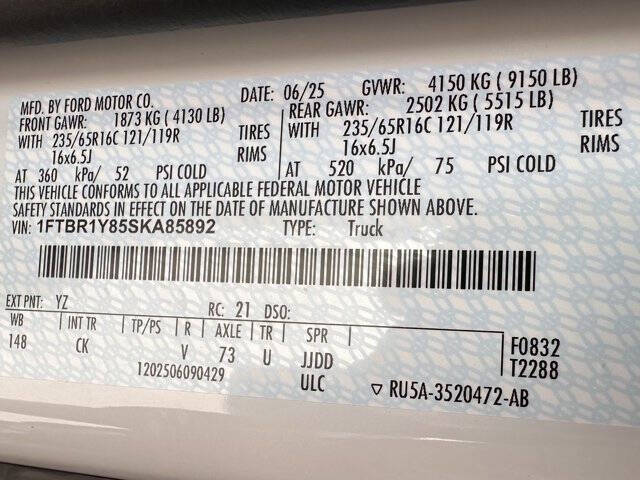 MFD. BY FORD MOTOR CO. DATE: 06/25 GVWR: 4150 KG ( 9150 LB)
FRONT GAWR: 1873 KG ( 4130 LB) REAR GAWR: 2502 KG ( 5515 LB)
WITH 235/65R16C 121/119R TIRES WITH 235/65R16C 121/119R TIRES
16x6.5J RIMS 16x6.5J RIMS
AT 360 kPa/ 52 PSI COLD AT 520 kPa/ 75 PSI COLD
THIS VEHICLE CONFORMS TO ALL APPLICABLE FEDERAL MOTOR VEHICLE
SAFETY STANDARDS IN EFFECT ON THE DATE OF MANUFACTURE SHOWN ABOVE.
VIN: 1FTBR1Y85SKA85892 TYPE: Truck
EXT PNT: YZ RC: 21 DSO:
WB INT TR TP/PS R AXLE TR SPR F0832
148 CK V 73 U JJDD T2288
1202506090429 ULC ▽ RU5A-3520472-AB